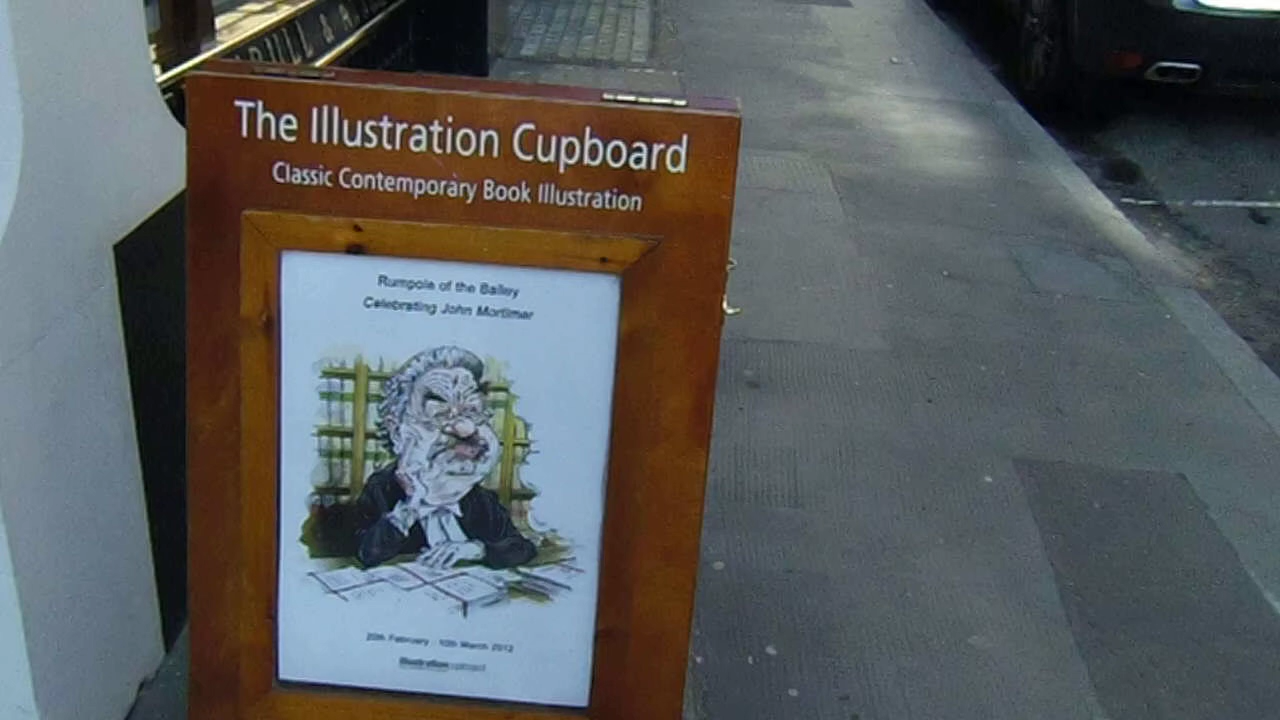 The Illustration Cupboard
Classic Contemporary Book Illustration
Rumpole of the Bailey
Celebrating John Mortimer
20th February - 10th March 2012
illustrationcupboard